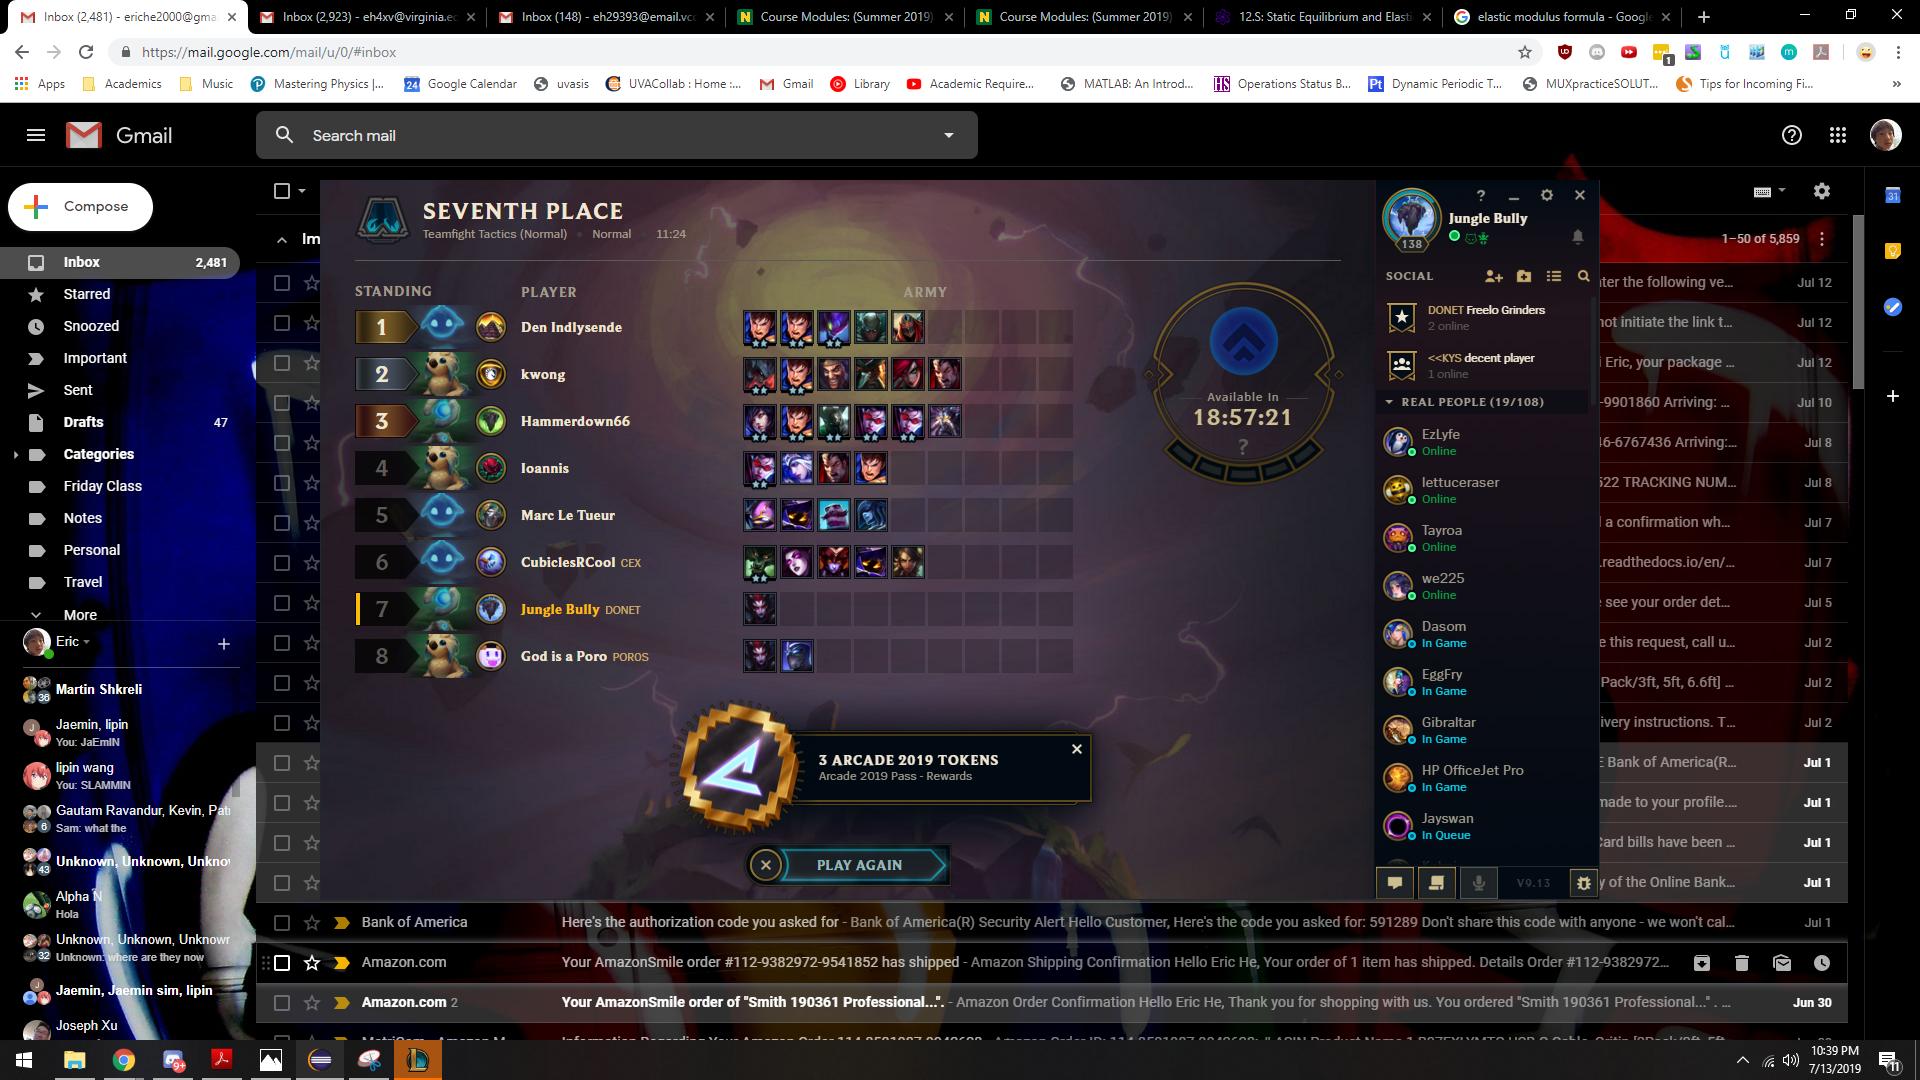 Inbox (2,481) - eriche2000@gma
Inbox (2,923) - eh4xv@virginia.ec
Inbox (148) - eh29393@email.vcc
Course Modules: (Summer 2019)
Course Modules: (Summer 2019)
12.S: Static Equilibrium and Elasti
elastic modulus formula - Google
https://mail.google.com/mail/u/0/#inbox
Apps
Academics
Music
Mastering Physics |...
Google Calendar
uvasis
UVACollab : Home :...
Gmail
Library
Academic Require...
MATLAB: An Introd...
Operations Status B...
Dynamic Periodic T...
MUXpracticeSOLUT...
Tips for Incoming Fi...
Gmail
Search mail
Compose
Inbox 2,481
Starred
Snoozed
Important
Sent
Drafts 47
Categories
Friday Class
Notes
Personal
Travel
More
Eric
Martin Shkreli
36
Jaemin, lipin
You: JaEmIN
lipin wang
You: SLAMMIN
Gautam Ravandur, Kevin, Pat
6 Sam: what the
Unknown, Unknown, Unkno
43
Alpha N
Hola
Unknown, Unknown, Unknown
32 Unknown: where are they now
Jaemin, Jaemin sim, lipin
Joseph Xu
Im
SEVENTH PLACE
Teamfight Tactics (Normal) Normal 11:24
STANDING PLAYER ARMY
1 Den Indlysende
2 kwong
3 Hammerdown66
4 Ioannis
5 Marc Le Tueur
6 CubiclesRCool CEX
7 Jungle Bully DONET
8 God is a Poro POROS
Available In
18:57:21
?
3 ARCADE 2019 TOKENS
Arcade 2019 Pass - Rewards
PLAY AGAIN
?
Jungle Bully
138
SOCIAL
DONET Freelo Grinders
2 online
<<KYS decent player
1 online
REAL PEOPLE (19/108)
EzLyfe
Online
lettuceraser
Online
Tayroa
Online
we225
Online
Dasom
In Game
EggFry
In Game
Gibraltar
In Game
HP OfficeJet Pro
In Game
Jayswan
In Queue
V9.13
1–50 of 5,859
nter the following ve... Jul 12
not initiate the link t... Jul 12
i Eric, your package ... Jul 12
-9901860 Arriving: ... Jul 10
46-6767436 Arriving:... Jul 8
522 TRACKING NUM... Jul 8
d a confirmation wh... Jul 7
.readthedocs.io/en/... Jul 7
see your order det... Jul 5
e this request, call u... Jul 2
Pack/3ft, 5ft, 6.6ft] ... Jul 2
ivery instructions. T... Jul 2
E Bank of America(R... Jul 1
made to your profile.... Jul 1
Card bills have been ... Jul 1
y of the Online Bank... Jul 1
Bank of America Here's the authorization code you asked for - Bank of America(R) Security Alert Hello Customer, Here's the code you asked for: 591289 Don't share this code with anyone - we won't cal... Jul 1
Amazon.com Your AmazonSmile order #112-9382972-9541852 has shipped - Amazon Shipping Confirmation Hello Eric He, Your order of 1 item has shipped. Details Order #112-9382972...
Amazon.com 2 Your AmazonSmile order of "Smith 190361 Professional...". - Amazon Order Confirmation Hello Eric He, Thank you for shopping with us. You ordered "Smith 190361 Professional..." . ... Jun 30
10:39 PM
7/13/2019